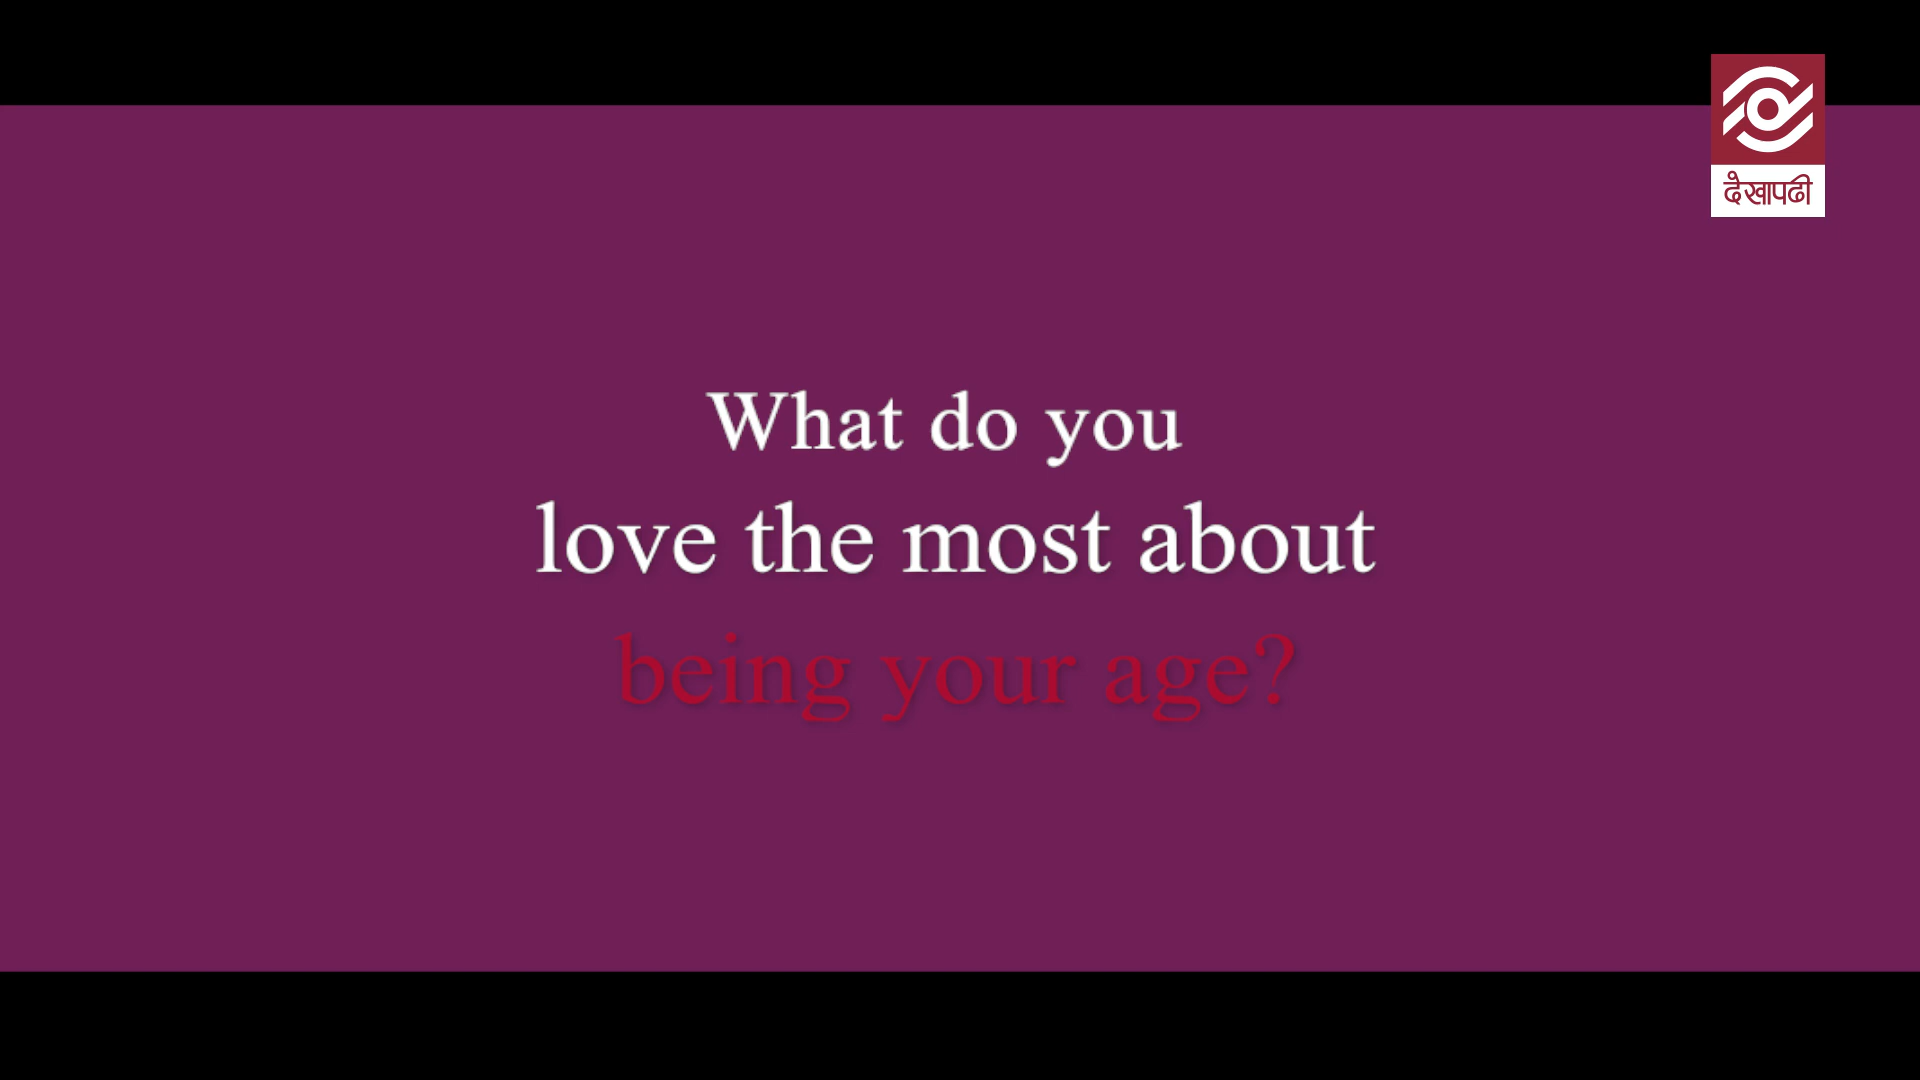 देखापढी
What do you
love the most about
being your age?